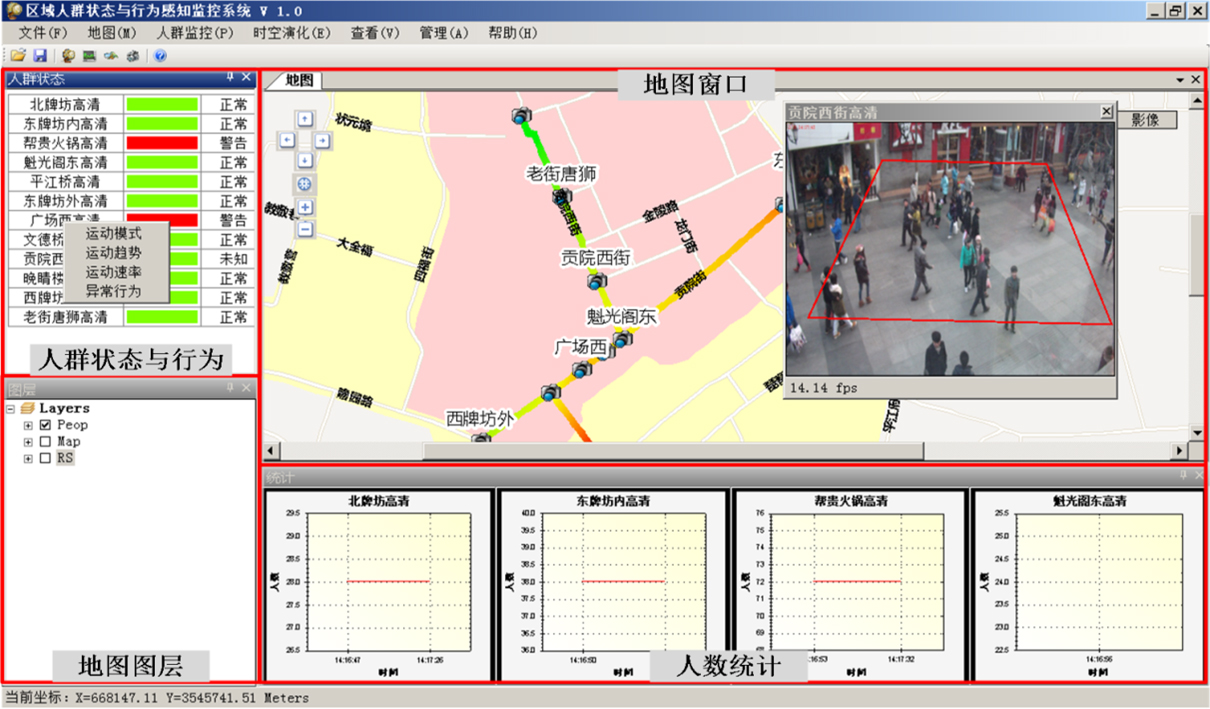 区域人群状态与行为感知监控系统 V 1.0
文件(F) 地图(M) 人群监控(P) 时空演化(E) 查看(V) 管理(A) 帮助(H)
人群状态
北牌坊高清 正常
东牌坊内高清 正常
帮贵火锅高清 警告
魁光阁东高清 正常
平江桥高清 正常
东牌坊外高清 正常
广场西高清 警告
文德桥 正常
贡院西 未知
晚晴楼 正常
西牌坊 正常
老街唐狮高清 正常
运动模式
运动趋势
运动速率
异常行为
人群状态与行为
图层
Layers
Peop
Map
RS
地图图层
地图
地图窗口
影像
状元境
老街唐狮
金陵路
龙门街
大全福
四福街
贡院西街
贡院街
魁光阁东
广场西
瞻园路
西牌坊外
平江府
贡院西街高清
14.14 fps
统计
北牌坊高清
人数
29.5
29.0
28.5
28.0
27.5
27.0
26.5
14:16:47 14:17:26
时间
东牌坊内高清
人数
40.0
39.5
39.0
38.5
38.0
37.5
37.0
36.5
36.0
14:16:50
时间
帮贵火锅高清
人数
76
75
74
73
72
71
70
69
68
16:53 14:17:32
时间
魁光阁东高清
人数
25.5
25.0
24.5
24.0
23.5
23.0
22.5
14:16:56
时间
人数统计
当前坐标: X=668147.11 Y=3545741.51 Meters